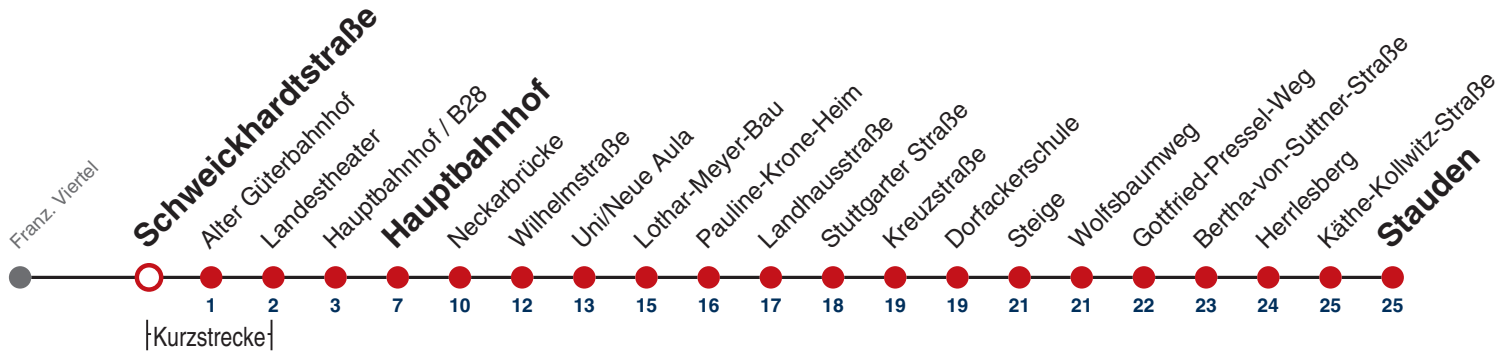 Franz. Viertel
Schweickhardtstraße
Alter Güterbahnhof
Landestheater
Hauptbahnhof / B28
Hauptbahnhof
Neckarbrücke
Wilhelmstraße
Uni/Neue Aula
Lothar-Meyer-Bau
Pauline-Krone-Heim
Landhausstraße
Stuttgarter Straße
Kreuzstraße
Dorfackerschule
Steige
Wolfsbaumweg
Gottfried-Pressel-Weg
Bertha-von-Suttner-Straße
Herrlesberg
Käthe-Kollwitz-Straße
Stauden
1 2 3 7 10 12 13 15 16 17 18 19 19 21 21 22 23 24 25 25
Kurzstrecke